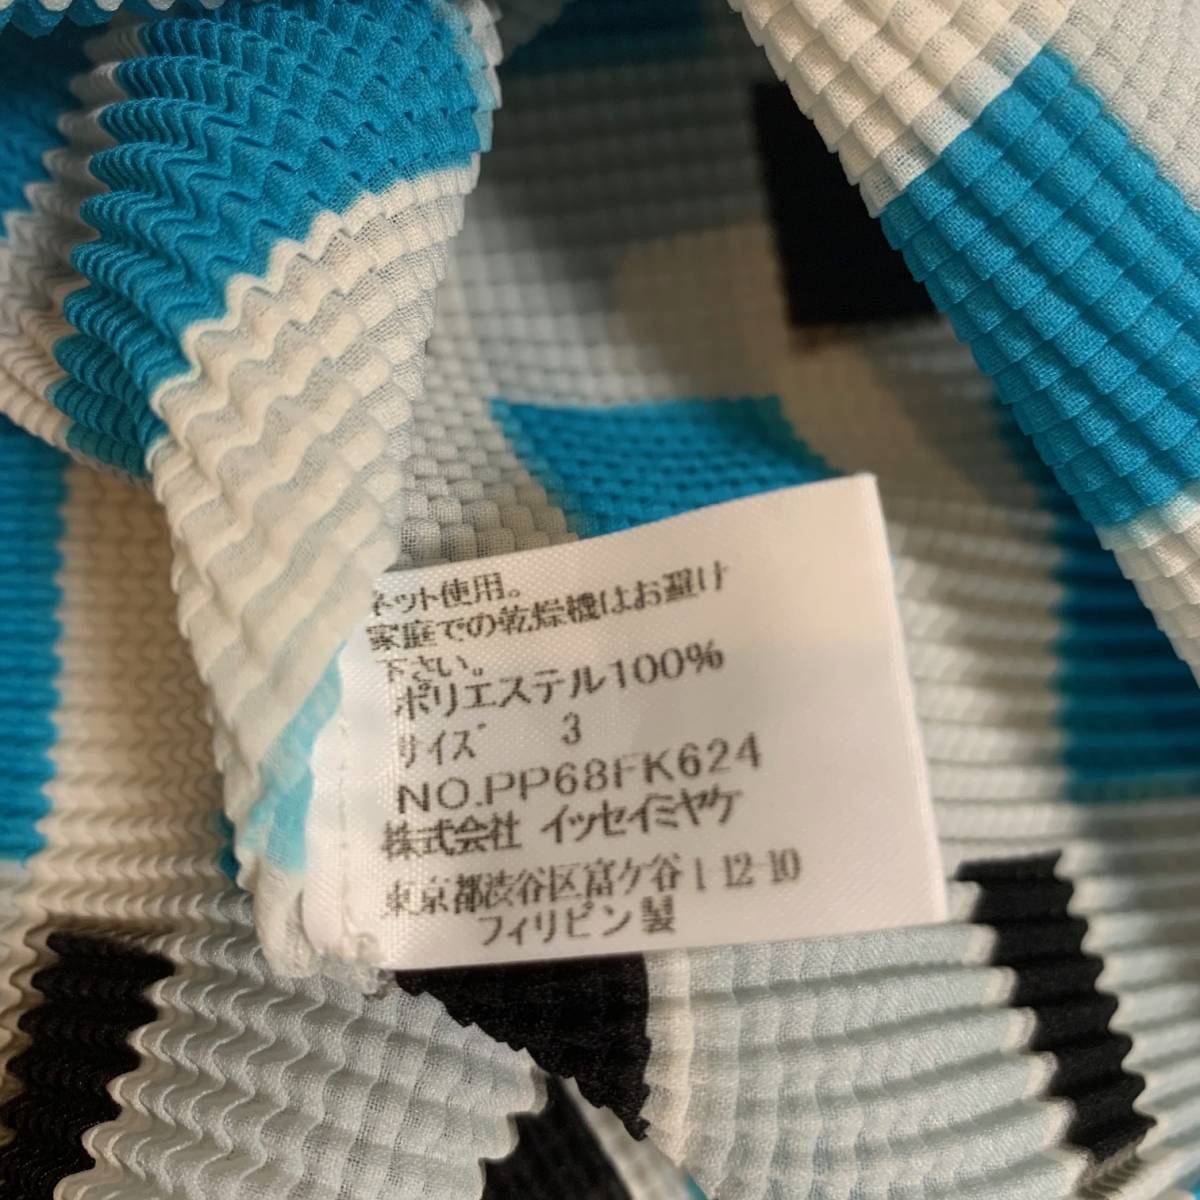 ネット使用。
家庭での乾燥機はお避け
下さい。
ポリエステル100%
サイズ 3
NO.PP68FK624
株式会社 イッセイミヤケ
東京都渋谷区富ケ谷1-12-10
フィリピン製